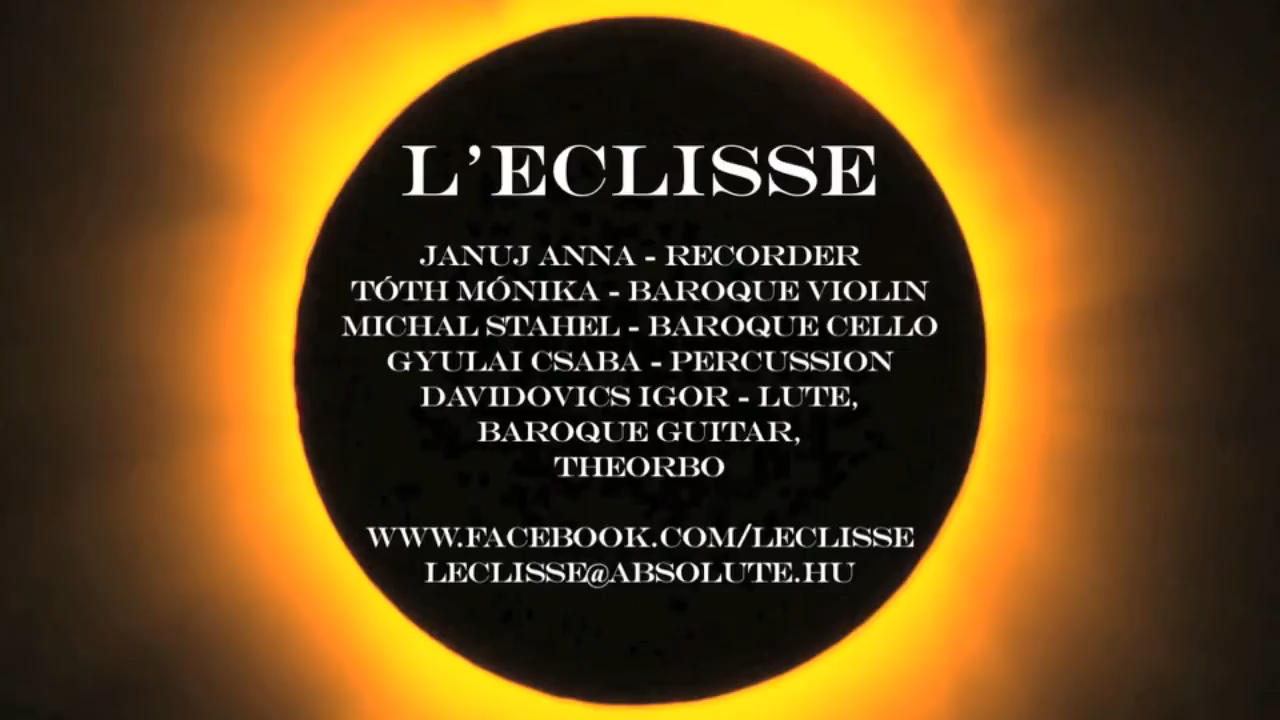 L'ECLISSE
JANUJ ANNA - RECORDER
TÓTH MÓNIKA - BAROQUE VIOLIN
MICHAL STAHEL - BAROQUE CELLO
GYULAI CSABA - PERCUSSION
DAVIDOVICS IGOR - LUTE,
BAROQUE GUITAR,
THEORBO
WWW.FACEBOOK.COM/LECLISSE
LECLISSE@ABSOLUTE.HU